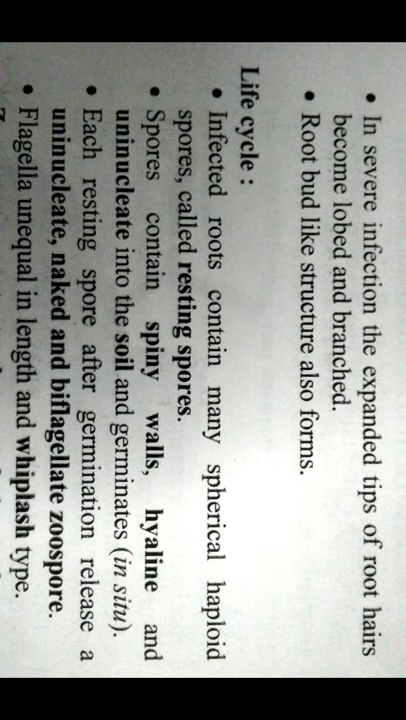 • In severe infection the expanded tips of root hairs
become lobed and branched.
• Root bud like structure also forms.
Life cycle :
• Infected roots contain many spherical haploid
spores, called resting spores.
• Spores contain spiny walls, hyaline and
uninucleate into the soil and germinates (in situ).
• Each resting spore after germination release a
uninucleate, naked and biflagellate zoospore.
• Flagella unequal in length and whiplash type.